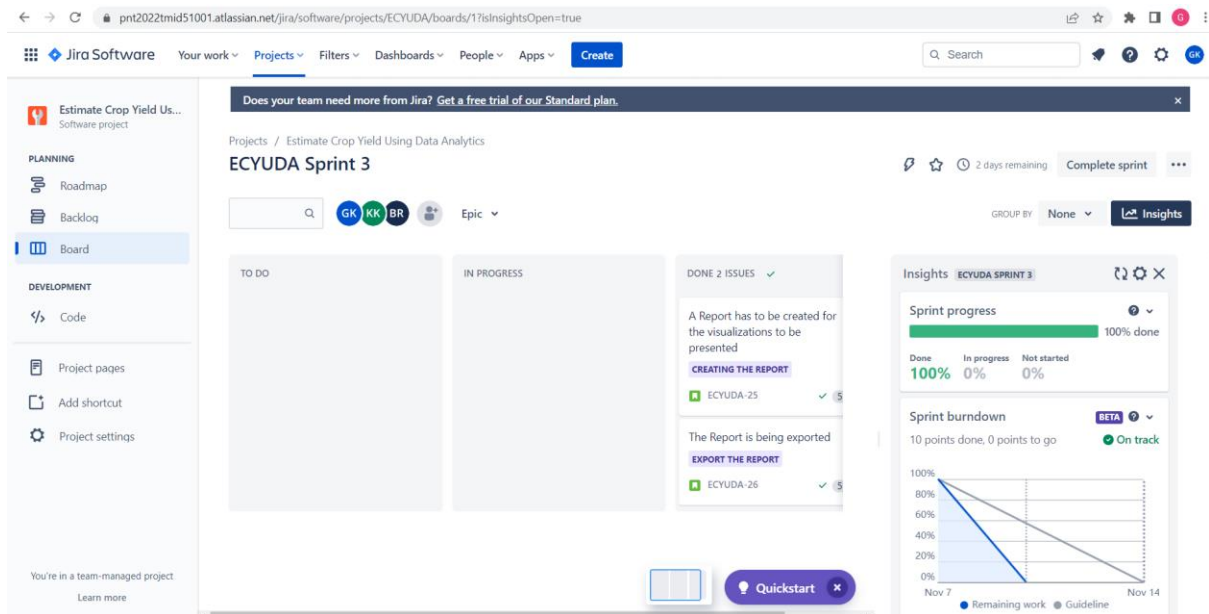 pnt2022tmid51001.atlassian.net/jira/software/projects/ECYUDA/boards/1?isInsightsOpen=true
G
Jira Software Your work Projects Filters Dashboards People Apps Create Search GK
Does your team need more from Jira? Get a free trial of our Standard plan.
Estimate Crop Yield Us...
Software project
Projects / Estimate Crop Yield Using Data Analytics
ECYUDA Sprint 3
2 days remaining Complete sprint
PLANNING
Roadmap
Backlog
Board
DEVELOPMENT
Code
Project pages
Add shortcut
Project settings
You're in a team-managed project
Learn more
GK KK BR Epic
GROUP BY None Insights
TO DO
IN PROGRESS
DONE 2 ISSUES
A Report has to be created for
the visualizations to be
presented
CREATING THE REPORT
ECYUDA-25 5
The Report is being exported
EXPORT THE REPORT
ECYUDA-26 5
Quickstart
Insights ECYUDA SPRINT 3
Sprint progress
100% done
Done In progress Not started
100% 0% 0%
Sprint burndown BETA
10 points done, 0 points to go On track
100%
80%
60%
40%
20%
0%
Nov 7 Nov 14
Remaining work Guideline